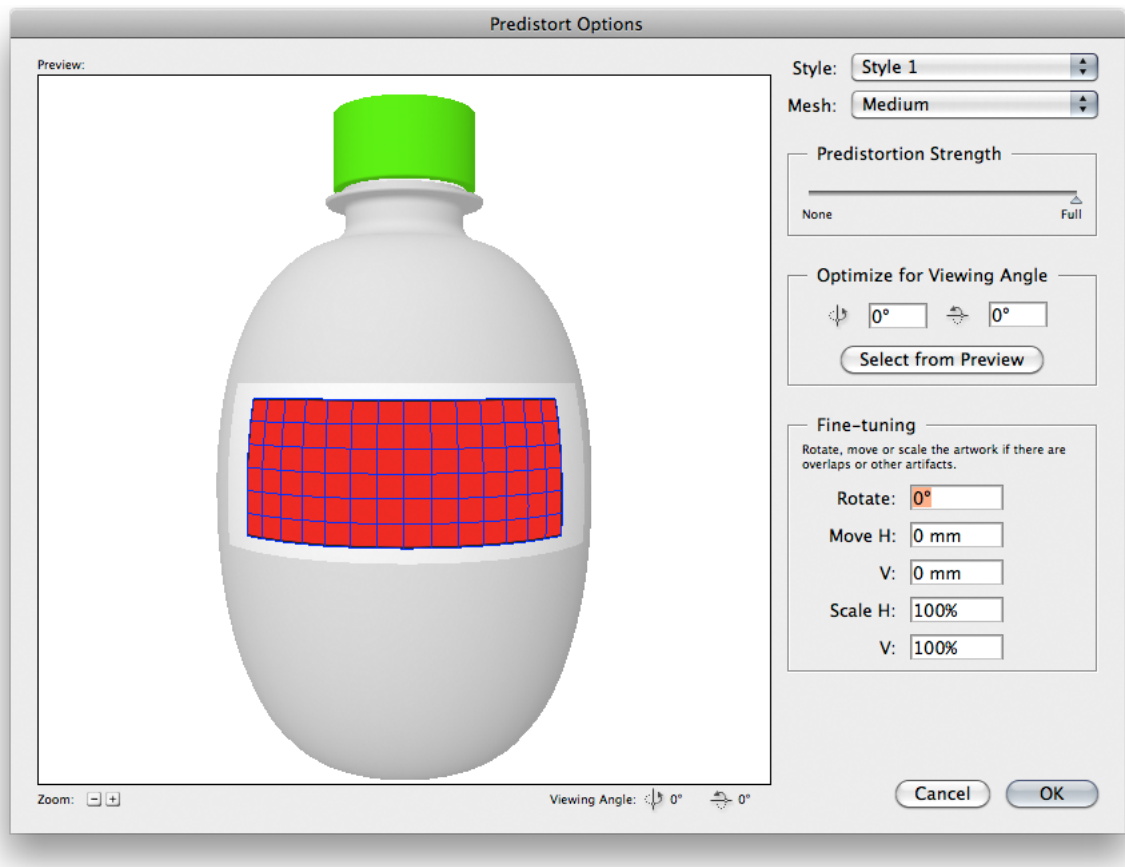 Predistort Options
Preview:
Style: Style 1
Mesh: Medium
Predistortion Strength
None Full
Optimize for Viewing Angle
0° 0°
Select from Preview
Fine-tuning
Rotate, move or scale the artwork if there are
overlaps or other artifacts.
Rotate: 0°
Move H: 0 mm
V: 0 mm
Scale H: 100%
V: 100%
Zoom: - + Viewing Angle: 0° 0°
Cancel OK